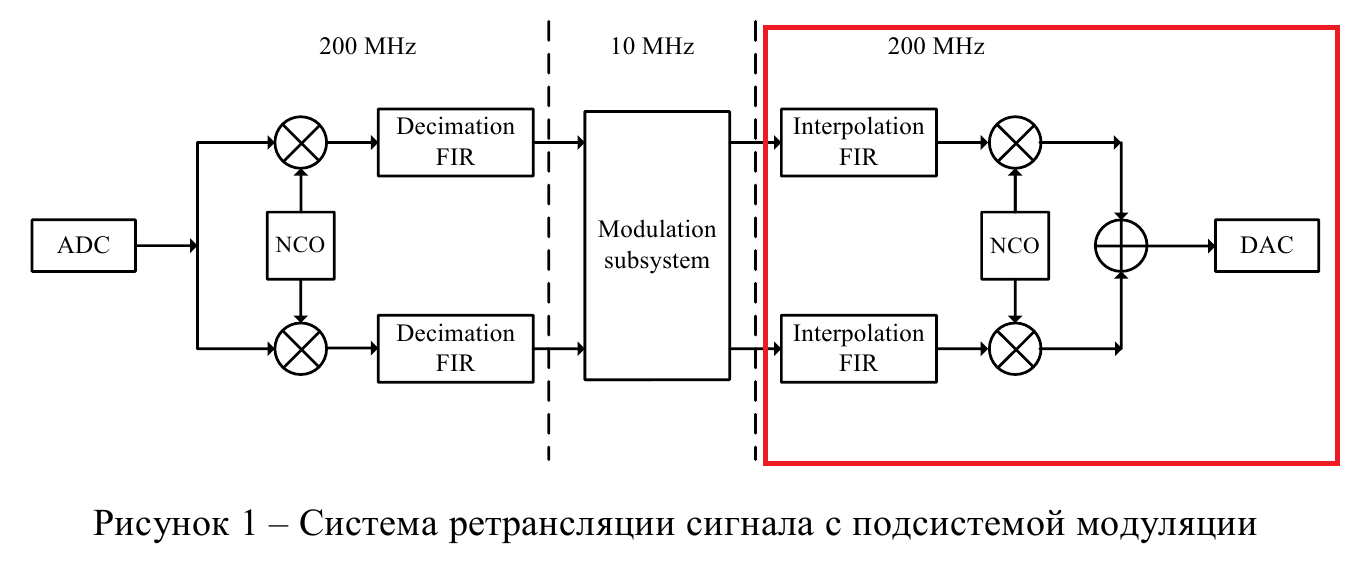 200 MHz
10 MHz
200 MHz
Decimation
FIR
Interpolation
FIR
ADC
NCO
Modulation
subsystem
NCO
DAC
Decimation
FIR
Interpolation
FIR
Рисунок 1 – Система ретрансляции сигнала с подсистемой модуляции